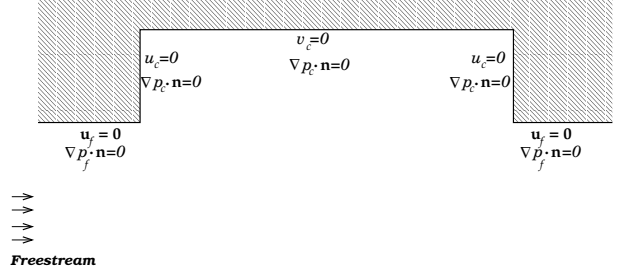 v_c=0
∇p_c·n=0
u_c=0
∇p_c·n=0
u_c=0
∇p_c·n=0
u_f = 0
∇p_f·n=0
u_f = 0
∇p_f·n=0
Freestream